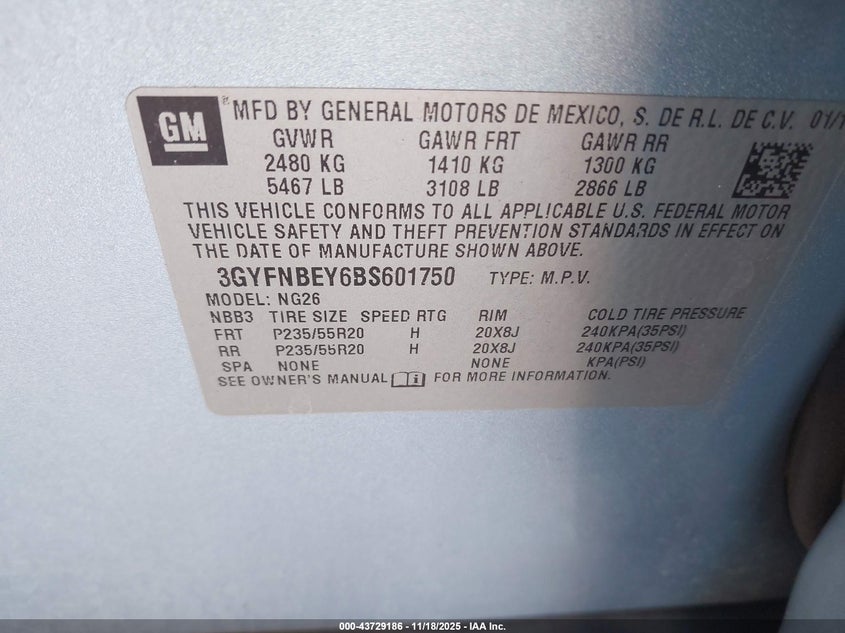 GM
® MFD BY GENERAL MOTORS DE MEXICO, S. DE R.L. DE C.V. 01/1
GVWR GAWR FRT GAWR RR
2480 KG 1410 KG 1300 KG
5467 LB 3108 LB 2866 LB
THIS VEHICLE CONFORMS TO ALL APPLICABLE U.S. FEDERAL MOTOR
VEHICLE SAFETY AND THEFT PREVENTION STANDARDS IN EFFECT ON
THE DATE OF MANUFACTURE SHOWN ABOVE.
3GYFNBEY6BS601750 TYPE: M.P.V.
MODEL: NG26
NBB3 TIRE SIZE SPEED RTG RIM COLD TIRE PRESSURE
FRT P235/55R20 H 20X8J 240KPA(35PSI)
RR P235/55R20 H 20X8J 240KPA(35PSI)
SPA NONE NONE KPA(PSI)
SEE OWNER'S MANUAL FOR MORE INFORMATION.
000-43729186 - 11/18/2025 - IAA Inc.